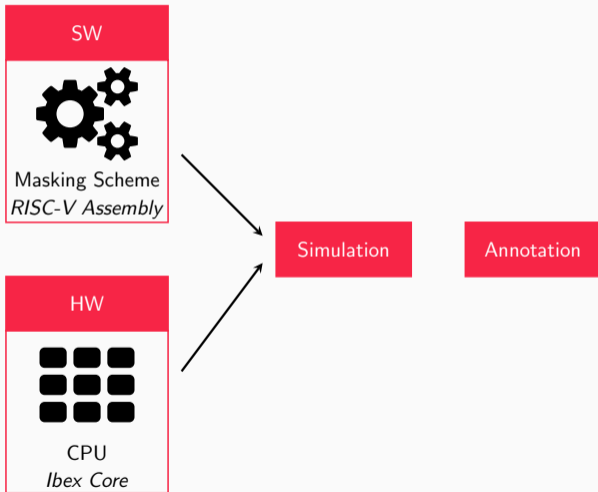 SW
Masking Scheme
RISC-V Assembly
Simulation
Annotation
HW
CPU
Ibex Core